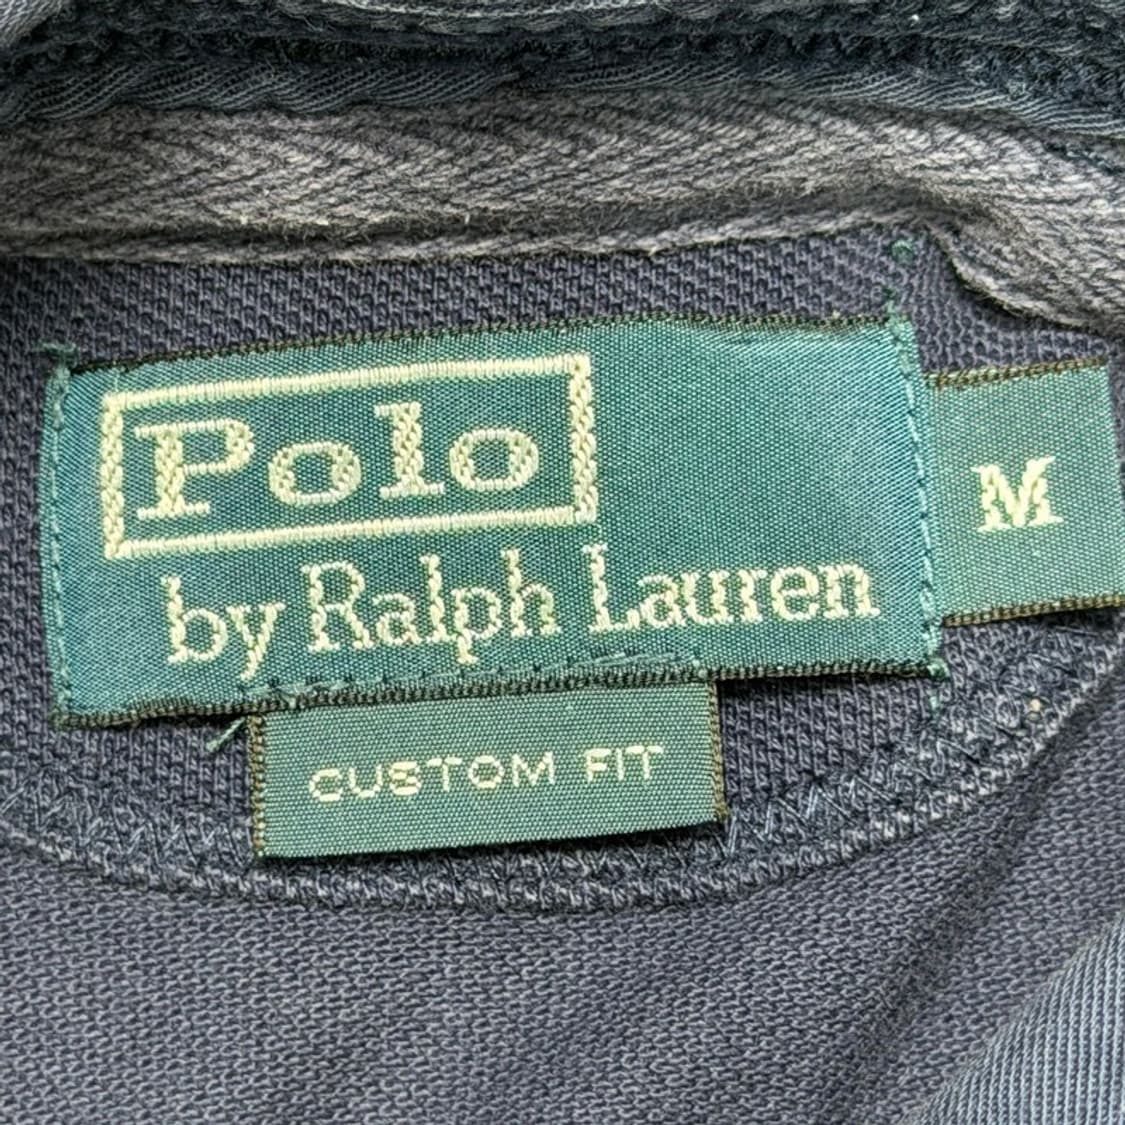 Polo
by Ralph Lauren
M
CUSTOM FIT